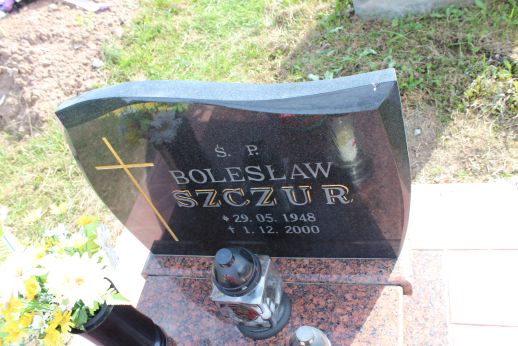 Ś. P.
BOLESŁAW
SZCZUR
* 29. 05. 1948
† 1. 12. 2000